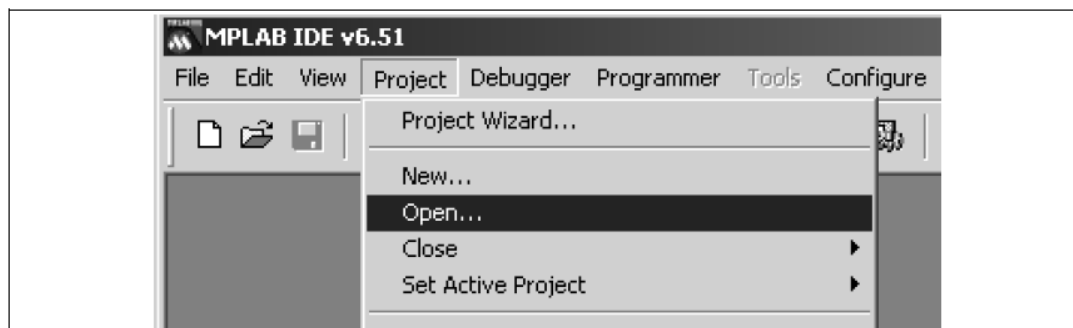 MPLAB IDE v6.51
File Edit View Project Debugger Programmer Tools Configure
Project Wizard...
New...
Open...
Close
Set Active Project